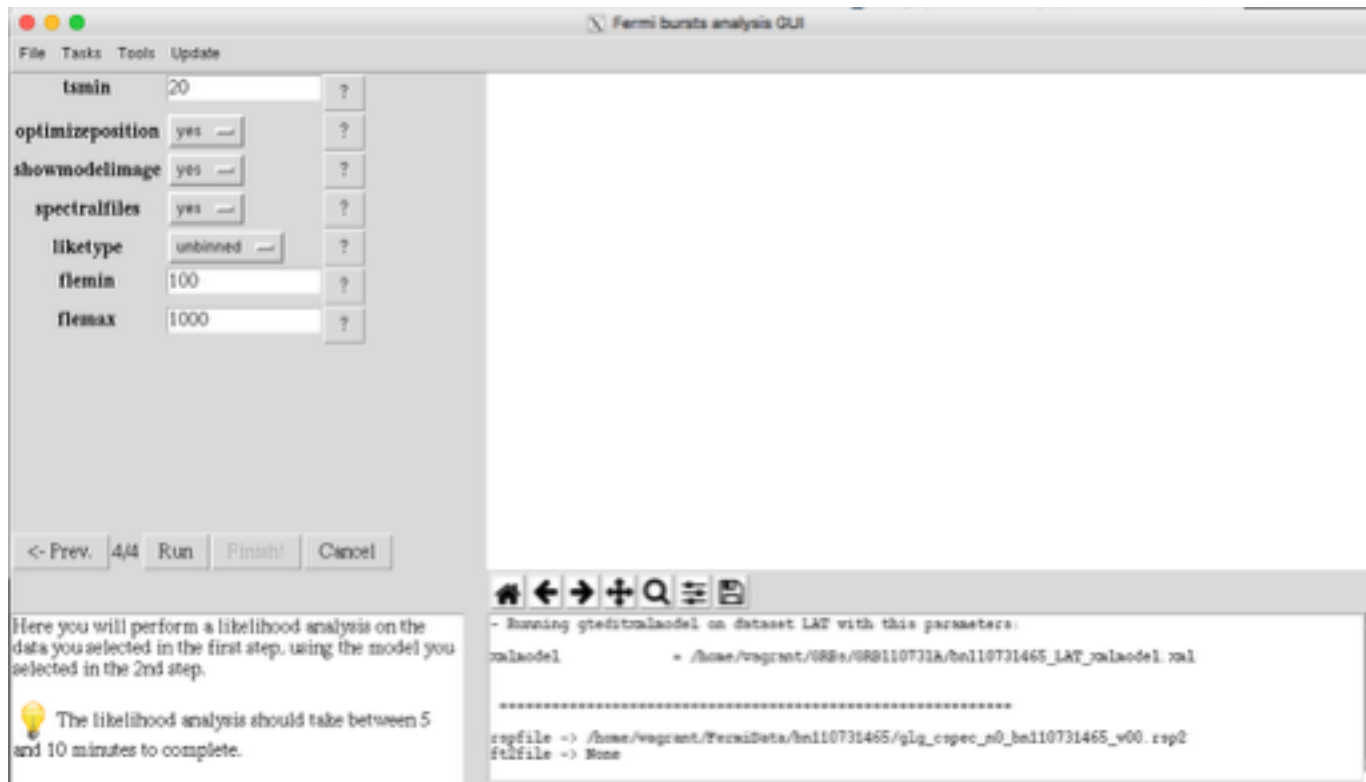 Fermi bursts analysis GUI
File Tasks Tools Update
tsmin 20 ?
optimizeposition yes ?
showmodelimage yes ?
spectralfiles yes ?
liketype unbinned ?
flemin 100 ?
flemax 1000 ?
<- Prev. 4/4 Run Finish! Cancel
Here you will perform a likelihood analysis on the
data you selected in the first step, using the model you
selected in the 2nd step.
The likelihood analysis should take between 5
and 10 minutes to complete.
- Running gteditxmlmodel on dataset LAT with this parameters:
xmlmodel = /home/vagrant/GRBs/GRB110731A/bn110731465_LAT_xmlmodel.xml
************************************************************
rspfile -> /home/vagrant/FermiData/bn110731465/glg_cspec_n0_bn110731465_v00.rsp2
ft2file -> None